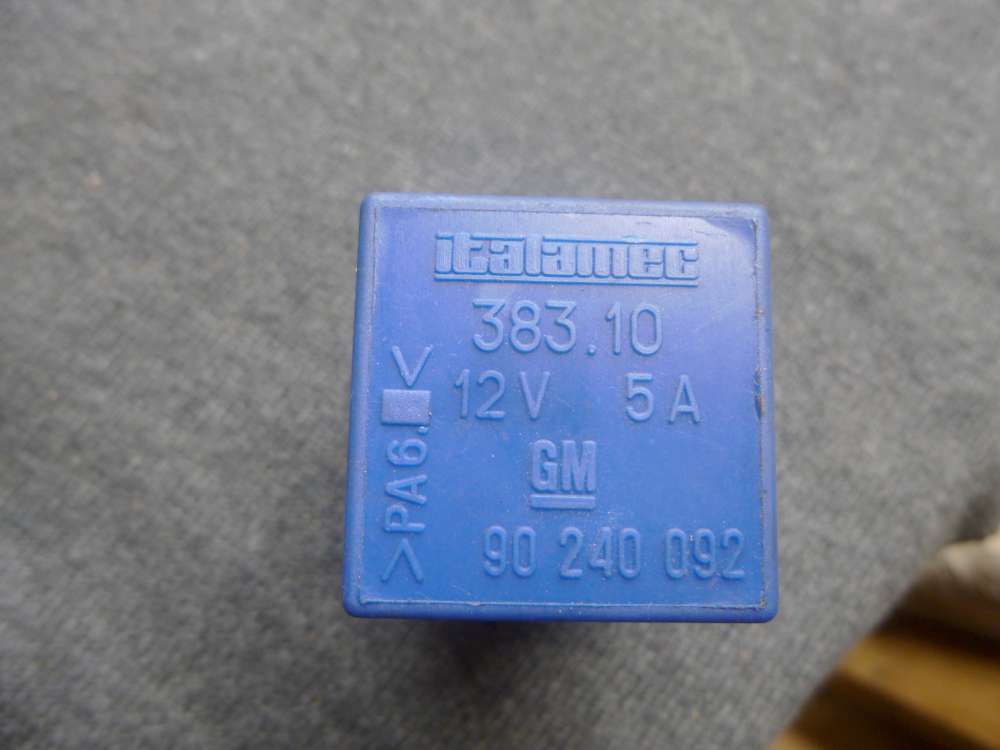 italamec
383.10
12V 5A
GM
90 240 092
>PA6.<